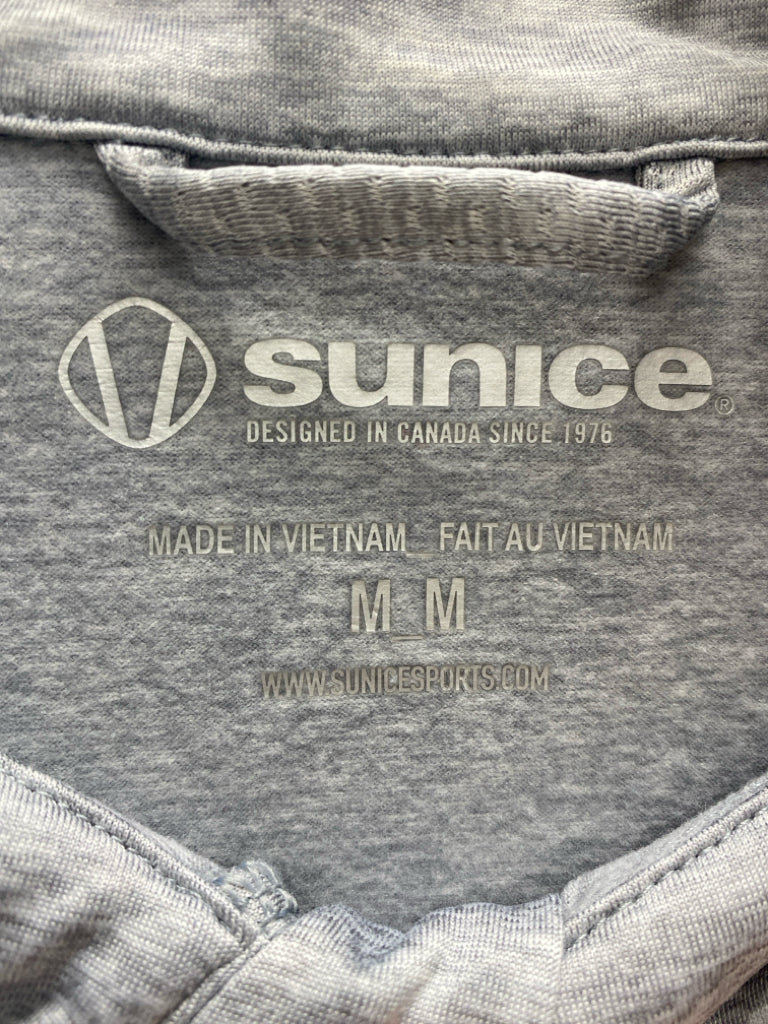 sunice®
DESIGNED IN CANADA SINCE 1976
MADE IN VIETNAM_FAIT AU VIETNAM
M_M
WWW.SUNICESPORTS.COM